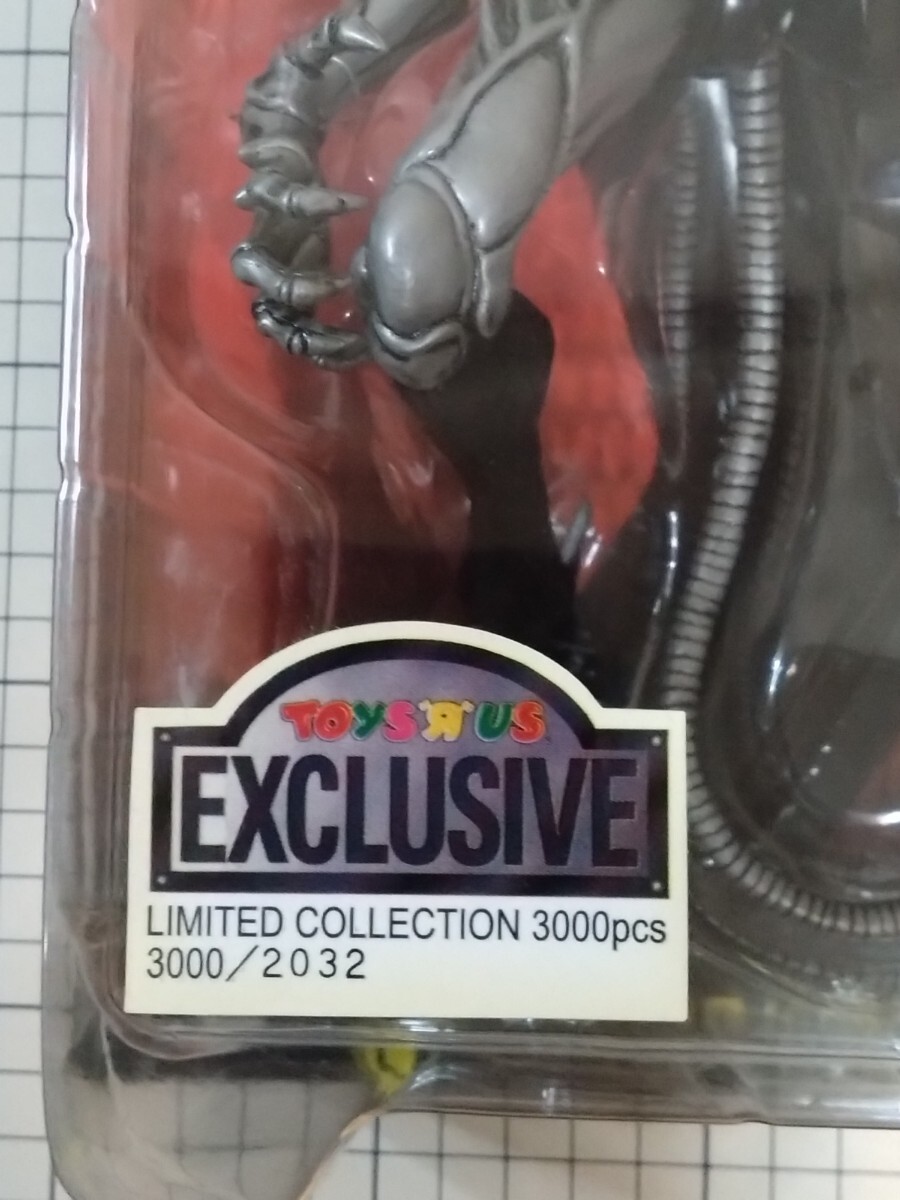 TOYS "R" US
EXCLUSIVE
LIMITED COLLECTION 3000pcs
3000/2032